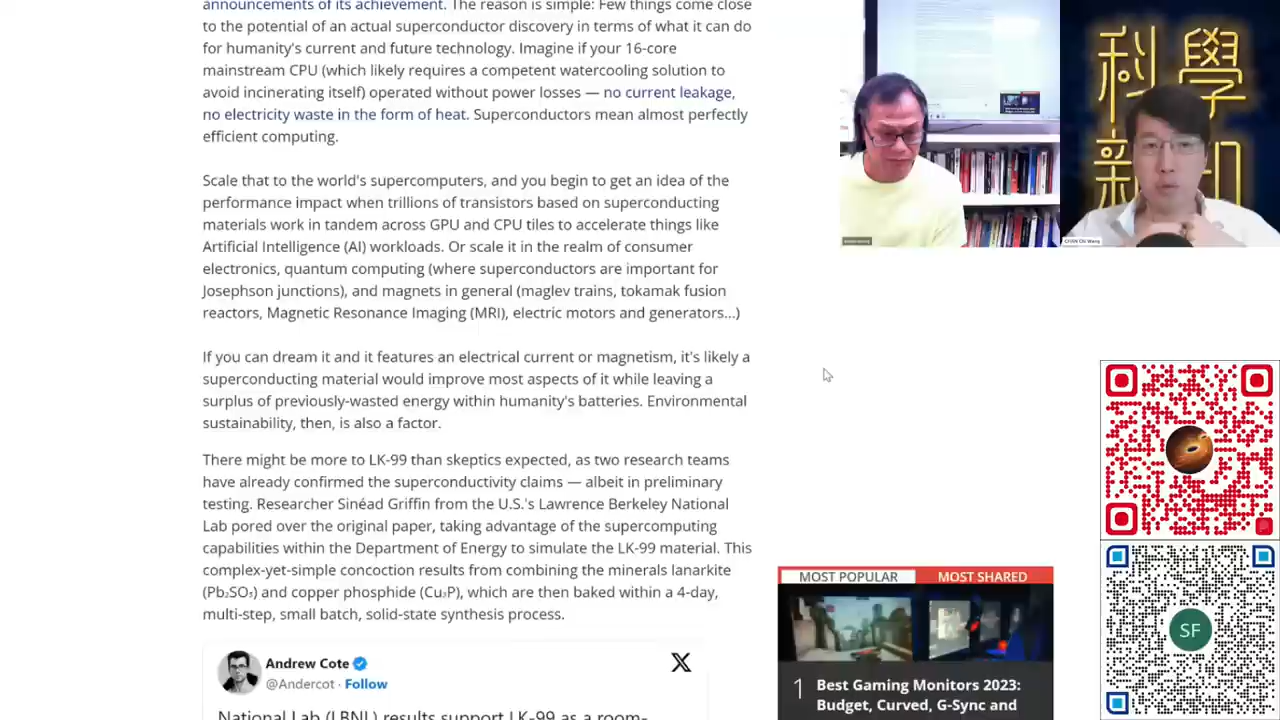 announcements of its achievement. The reason is simple: Few things come close
to the potential of an actual superconductor discovery in terms of what it can do
for humanity's current and future technology. Imagine if your 16-core
mainstream CPU (which likely requires a competent watercooling solution to
avoid incinerating itself) operated without power losses — no current leakage,
no electricity waste in the form of heat. Superconductors mean almost perfectly
efficient computing.
Scale that to the world's supercomputers, and you begin to get an idea of the
performance impact when trillions of transistors based on superconducting
materials work in tandem across GPU and CPU tiles to accelerate things like
Artificial Intelligence (AI) workloads. Or scale it in the realm of consumer
electronics, quantum computing (where superconductors are important for
Josephson junctions), and magnets in general (maglev trains, tokamak fusion
reactors, Magnetic Resonance Imaging (MRI), electric motors and generators...)
If you can dream it and it features an electrical current or magnetism, it's likely a
superconducting material would improve most aspects of it while leaving a
surplus of previously-wasted energy within humanity's batteries. Environmental
sustainability, then, is also a factor.
There might be more to LK-99 than skeptics expected, as two research teams
have already confirmed the superconductivity claims — albeit in preliminary
testing. Researcher Sinéad Griffin from the U.S.'s Lawrence Berkeley National
Lab pored over the original paper, taking advantage of the supercomputing
capabilities within the Department of Energy to simulate the LK-99 material. This
complex-yet-simple concoction results from combining the minerals lanarkite
(Pb₂SO₅) and copper phosphide (Cu₃P), which are then baked within a 4-day,
multi-step, small batch, solid-state synthesis process.
Andrew Cote
@Andercot · Follow
X
National Lab (LBNL) results support LK-99 as a room-
科學
新知
SF
MOST POPULAR
MOST SHARED
1 Best Gaming Monitors 2023:
Budget, Curved, G-Sync and